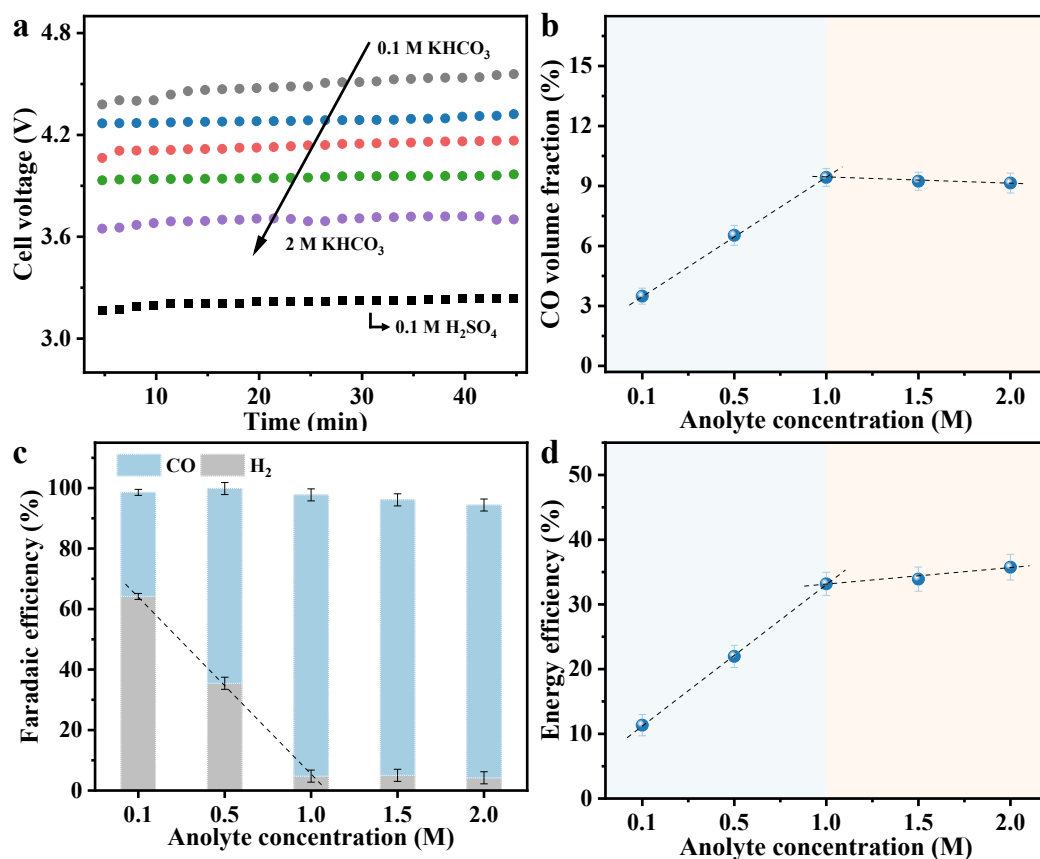 a
4.8
4.2
3.6
3.0
Cell voltage (V)
0.1 M KHCO₃
2 M KHCO₃
0.1 M H₂SO₄
10
20
30
40
Time (min)
b
15
12
9
6
3
0
CO volume fraction (%)
0.1
0.5
1.0
1.5
2.0
Anolyte concentration (M)
c
CO
H₂
100
80
60
40
20
0
Faradaic efficiency (%)
0.1
0.5
1.0
1.5
2.0
Anolyte concentration (M)
d
50
40
30
20
10
0
Energy efficiency (%)
0.1
0.5
1.0
1.5
2.0
Anolyte concentration (M)